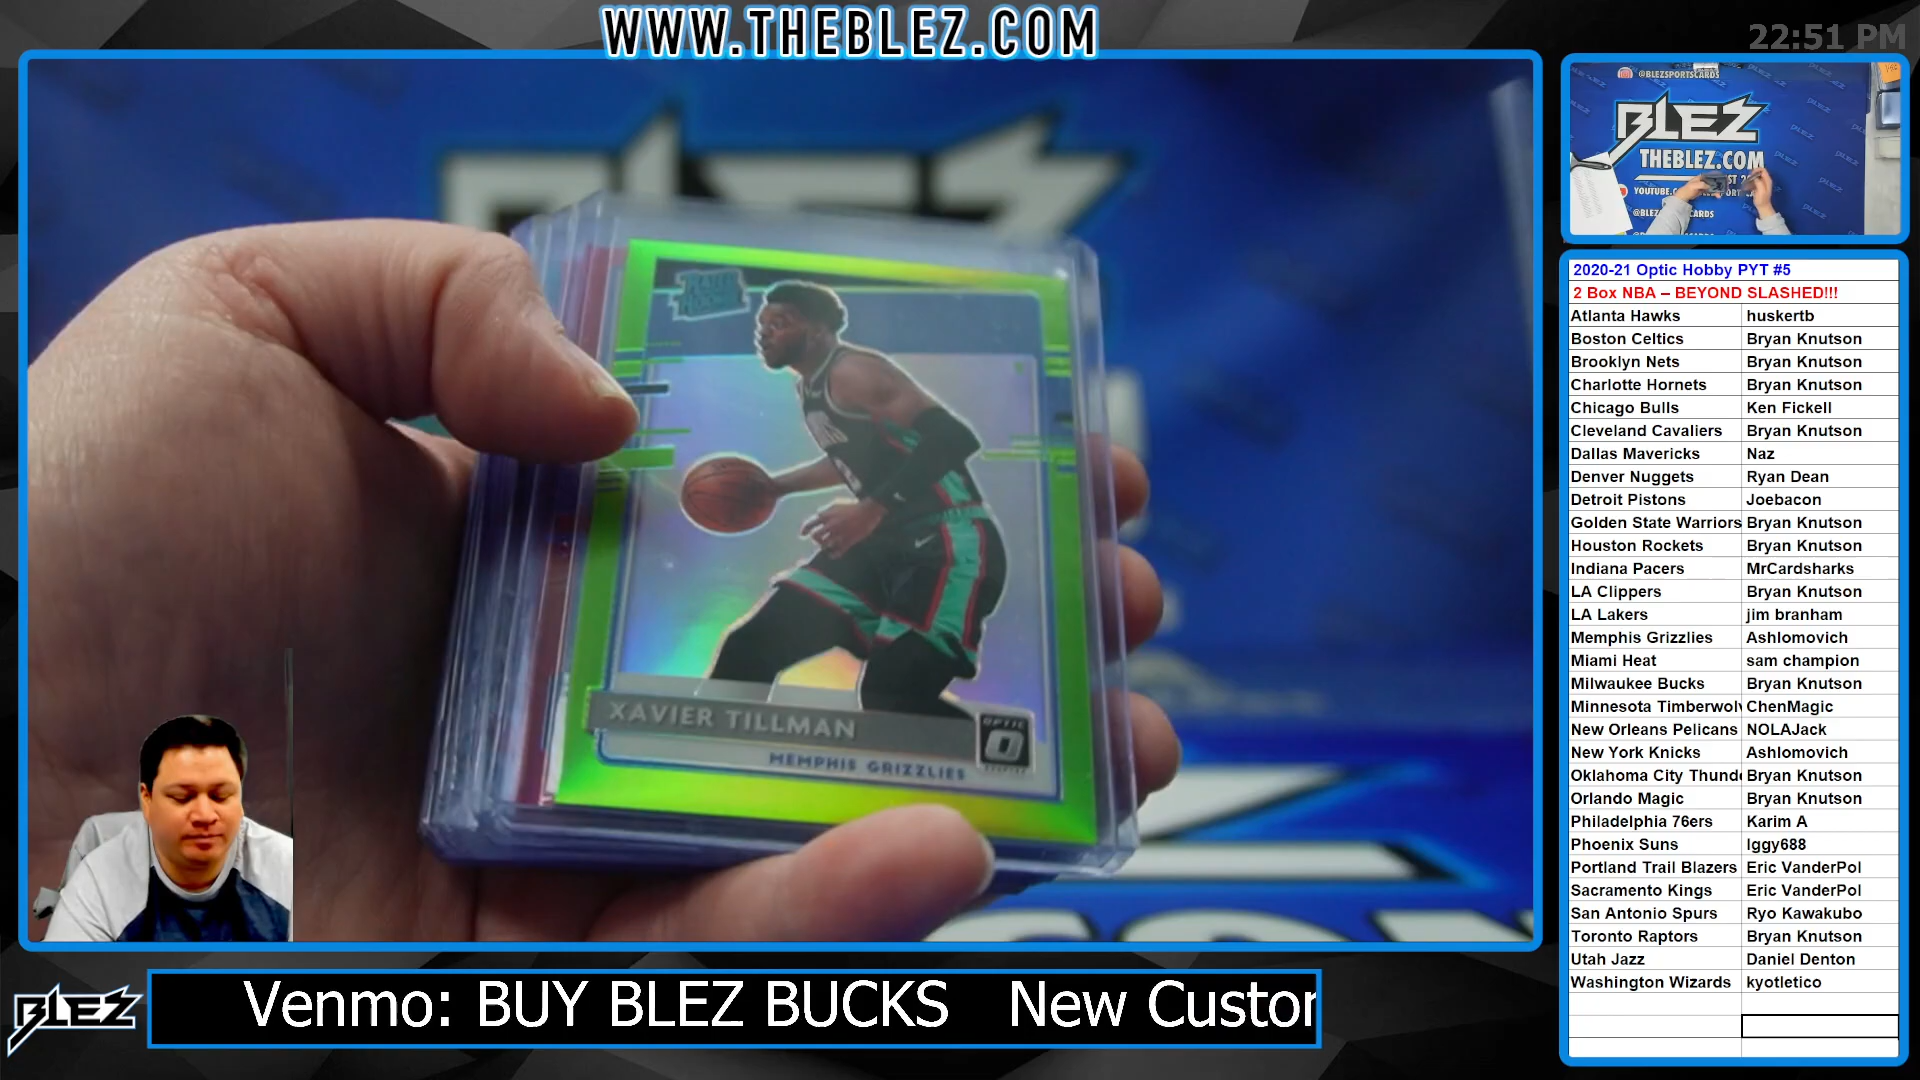 WWW.THEBLEZ.COM
22:51 PM
@BLEZSPORTSCARDS
BLEZ
THEBLEZ.COM
RATED ROOKIE
XAVIER TILLMAN
MEMPHIS GRIZZLIES
OPTIC
2020-21 Optic Hobby PYT #5
2 Box NBA – BEYOND SLASHED!!!
Atlanta Hawks huskertb
Boston Celtics Bryan Knutson
Brooklyn Nets Bryan Knutson
Charlotte Hornets Bryan Knutson
Chicago Bulls Ken Fickell
Cleveland Cavaliers Bryan Knutson
Dallas Mavericks Naz
Denver Nuggets Ryan Dean
Detroit Pistons Joebacon
Golden State Warriors Bryan Knutson
Houston Rockets Bryan Knutson
Indiana Pacers MrCardsharks
LA Clippers Bryan Knutson
LA Lakers jim branham
Memphis Grizzlies Ashlomovich
Miami Heat sam champion
Milwaukee Bucks Bryan Knutson
Minnesota Timberwolv ChenMagic
New Orleans Pelicans NOLAJack
New York Knicks Ashlomovich
Oklahoma City Thunde Bryan Knutson
Orlando Magic Bryan Knutson
Philadelphia 76ers Karim A
Phoenix Suns Iggy688
Portland Trail Blazers Eric VanderPol
Sacramento Kings Eric VanderPol
San Antonio Spurs Ryo Kawakubo
Toronto Raptors Bryan Knutson
Utah Jazz Daniel Denton
Washington Wizards kyotletico
BLEZ
Venmo: BUY BLEZ BUCKS New Custom